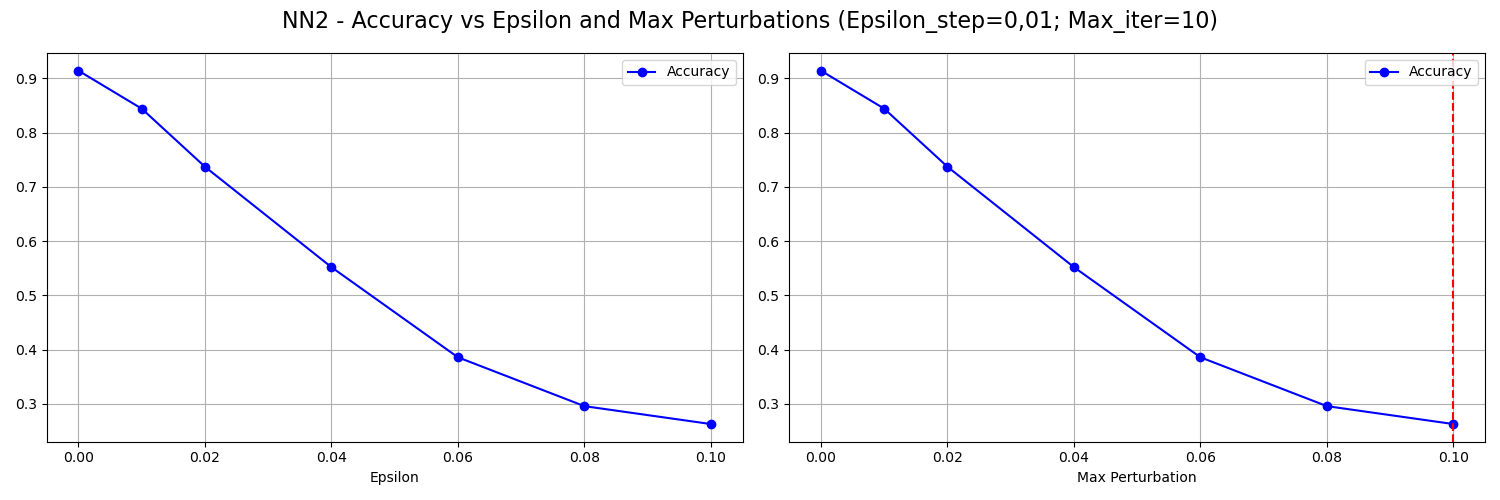 NN2 - Accuracy vs Epsilon and Max Perturbations (Epsilon_step=0,01; Max_iter=10)
Accuracy
0.9
0.8
0.7
0.6
0.5
0.4
0.3
0.00 0.02 0.04 0.06 0.08 0.10
Epsilon
Accuracy
0.9
0.8
0.7
0.6
0.5
0.4
0.3
0.00 0.02 0.04 0.06 0.08 0.10
Max Perturbation